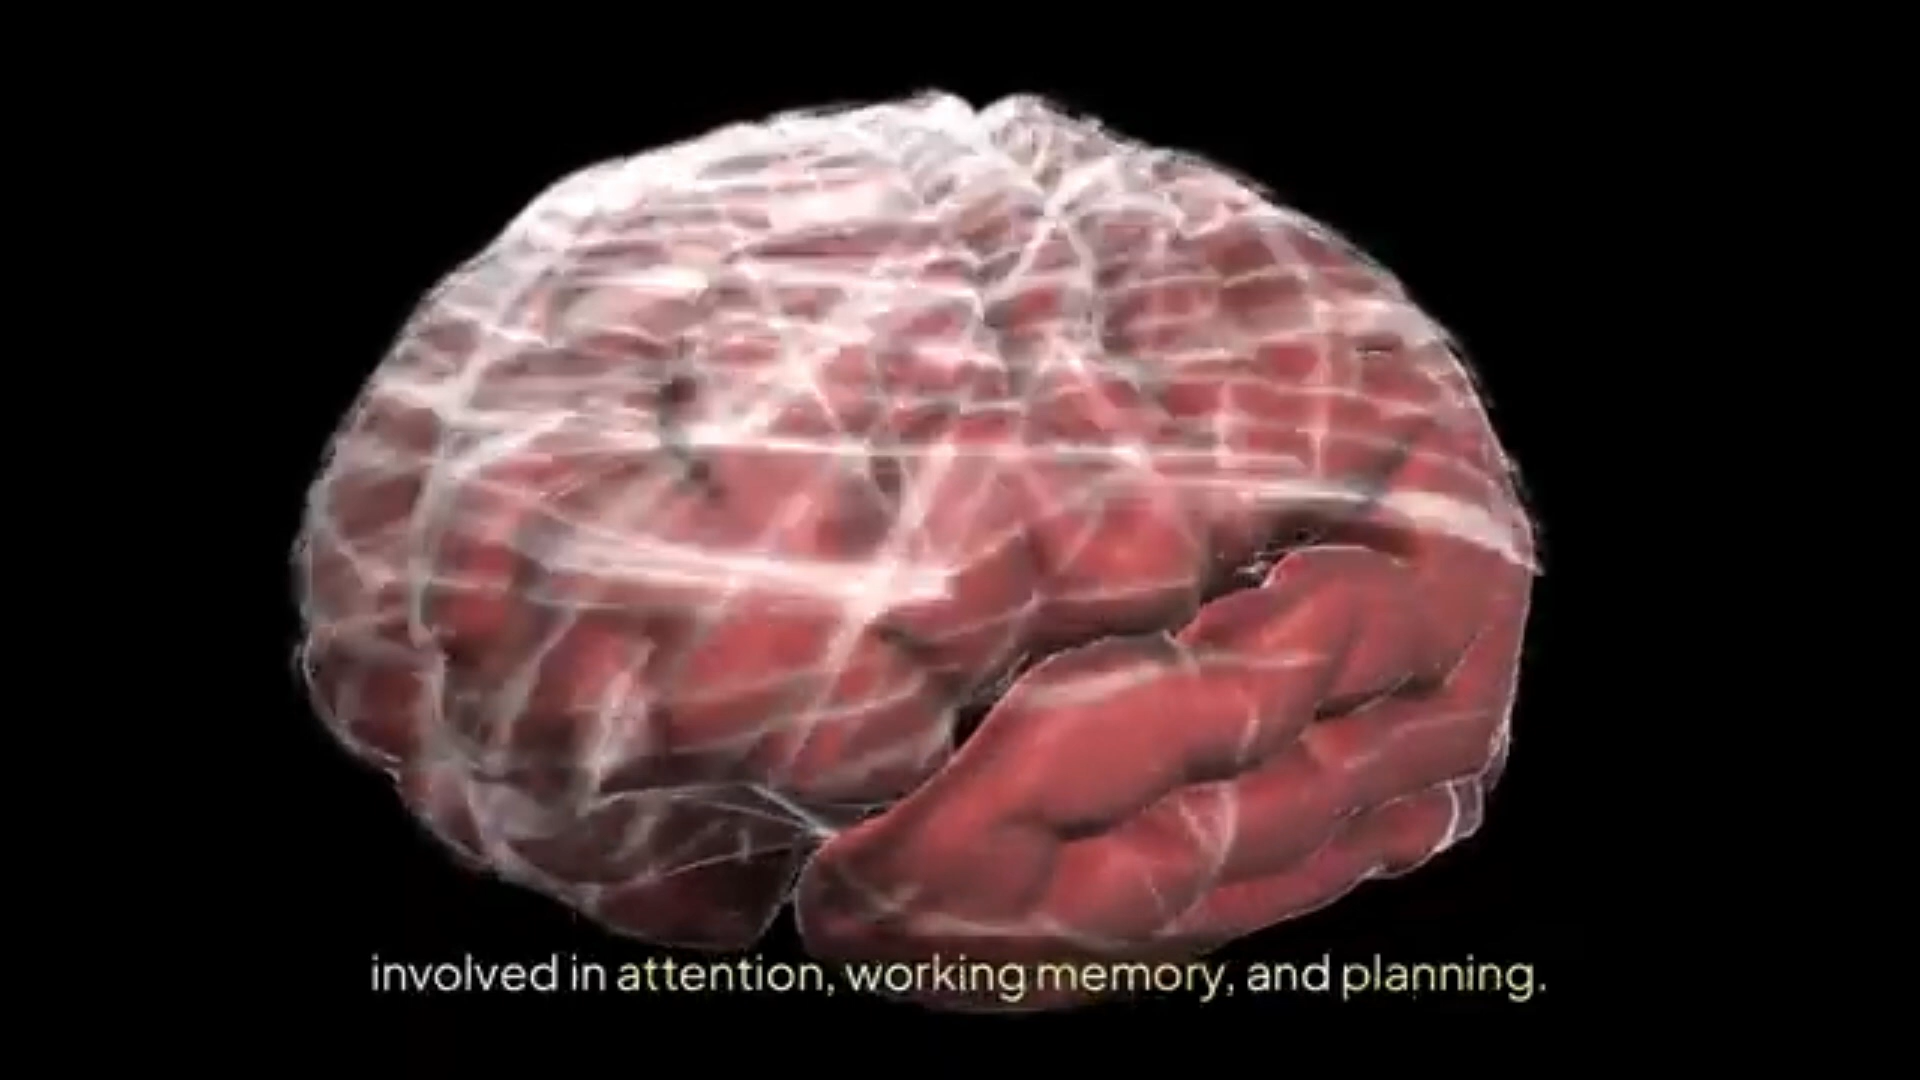 involved in attention, working memory, and planning.